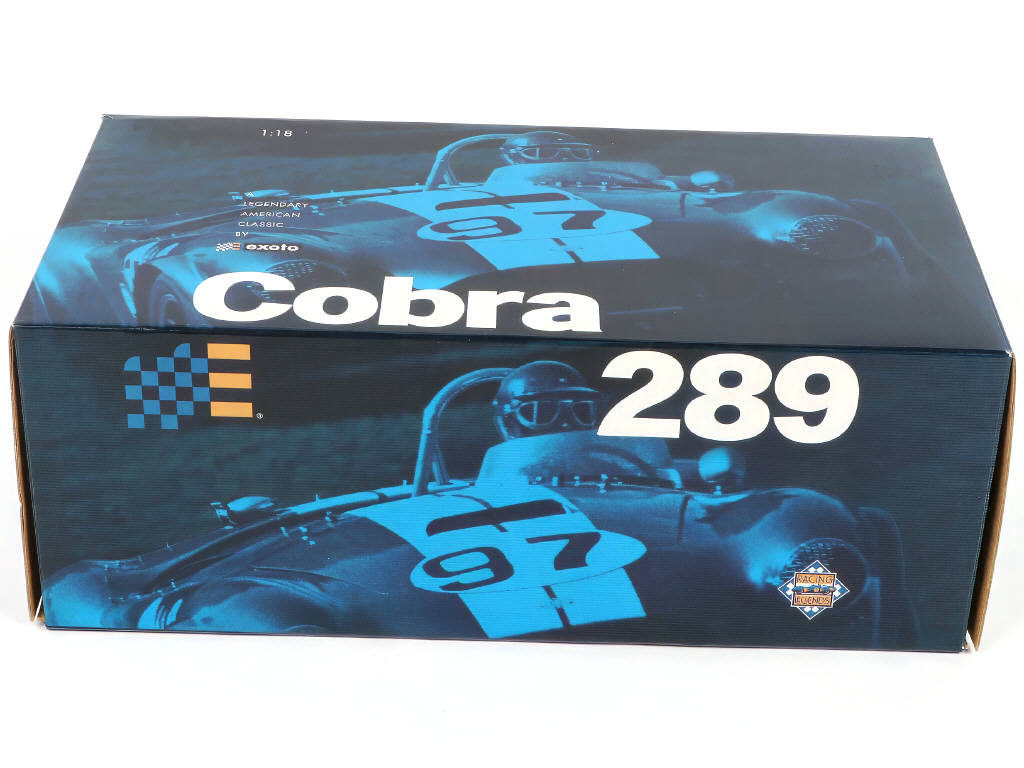 1:18
A
LEGENDARY
AMERICAN
CLASSIC
BY
exoto
Cobra
97
289
®
97
RACING
LEGENDS